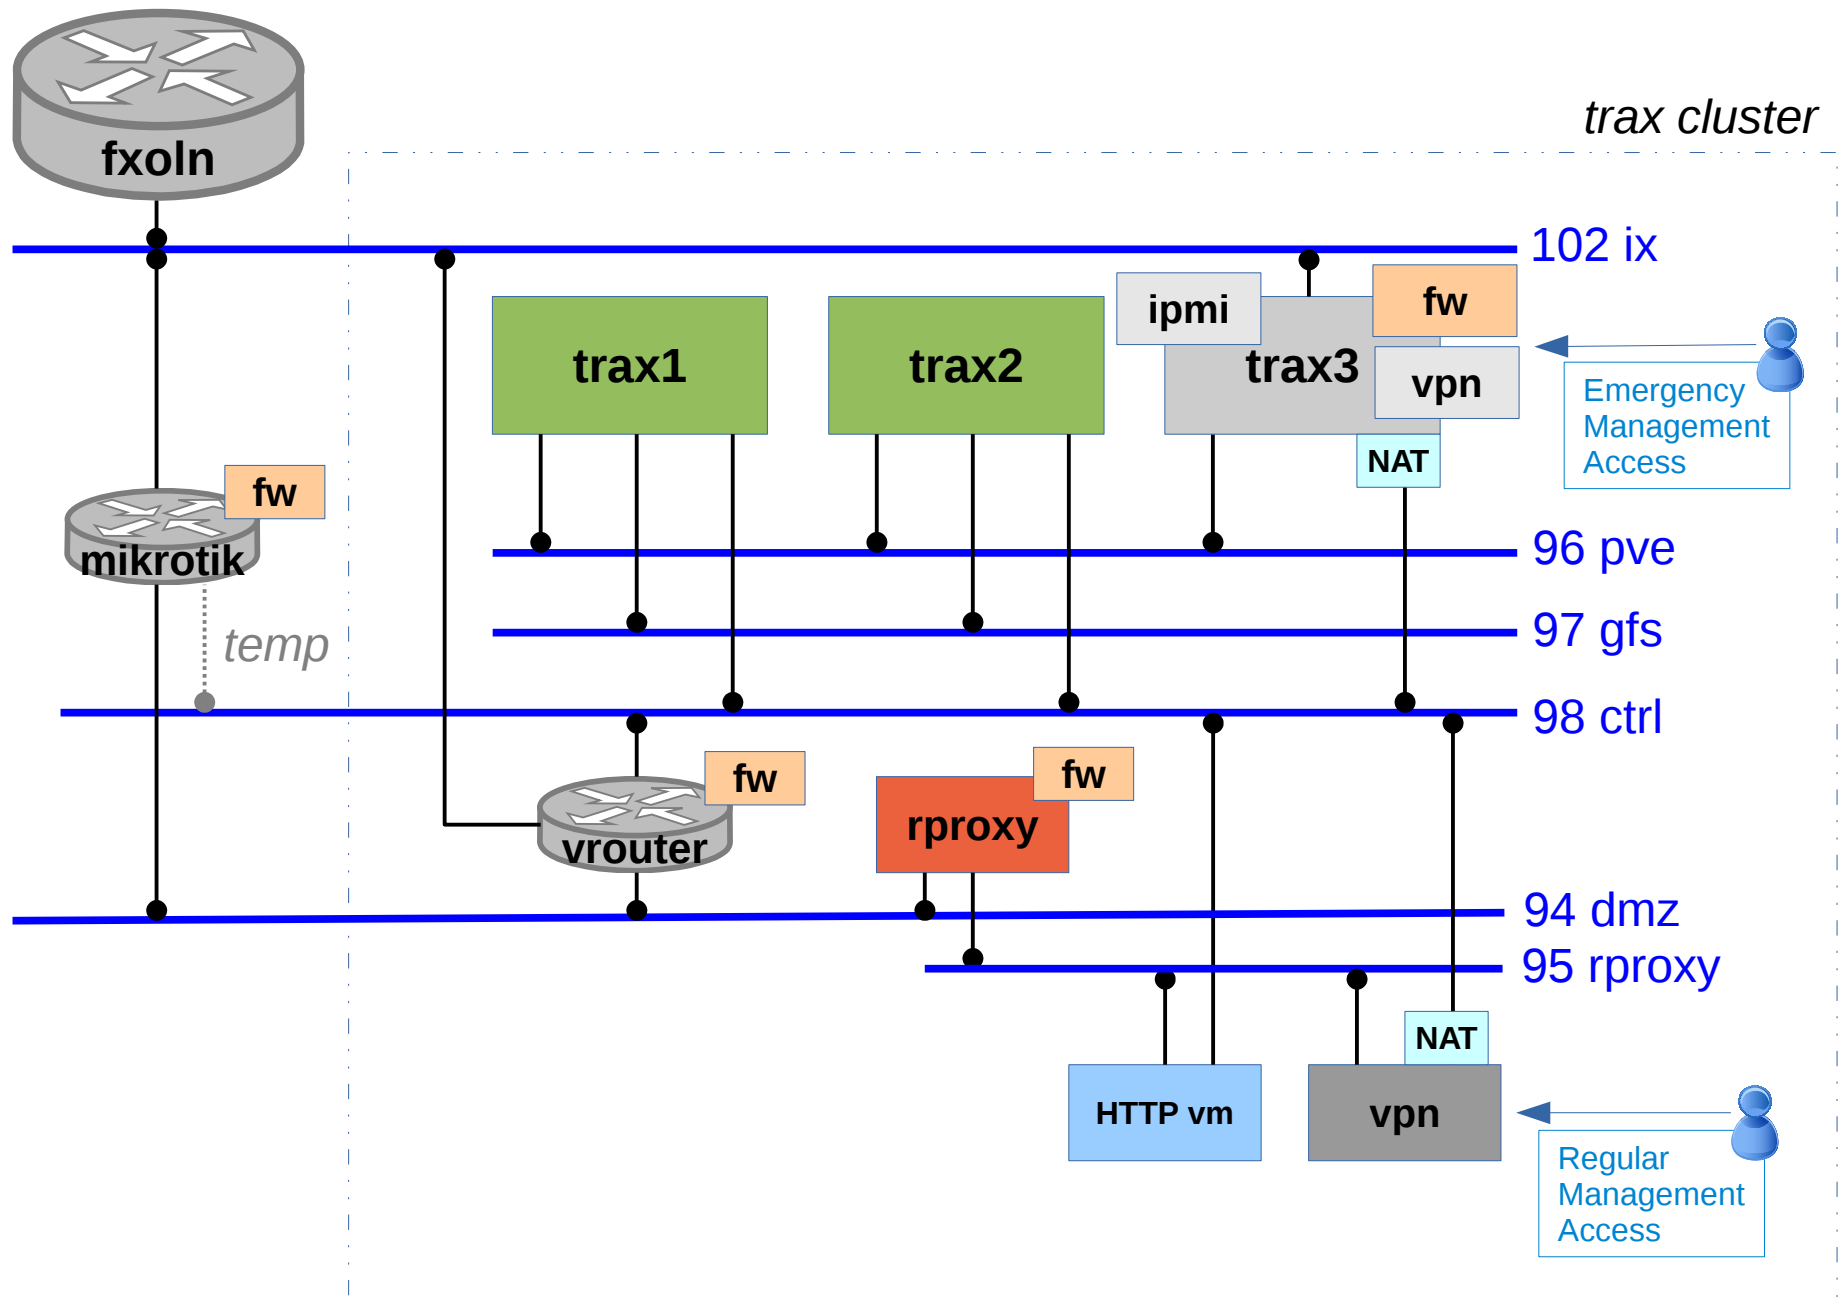 trax cluster
fxoln
102 ix
ipmi
fw
trax1
trax2
trax3
vpn
Emergency
Management
Access
NAT
fw
mikrotik
96 pve
97 gfs
temp
98 ctrl
fw
fw
rproxy
vrouter
94 dmz
95 rproxy
NAT
HTTP vm
vpn
Regular
Management
Access